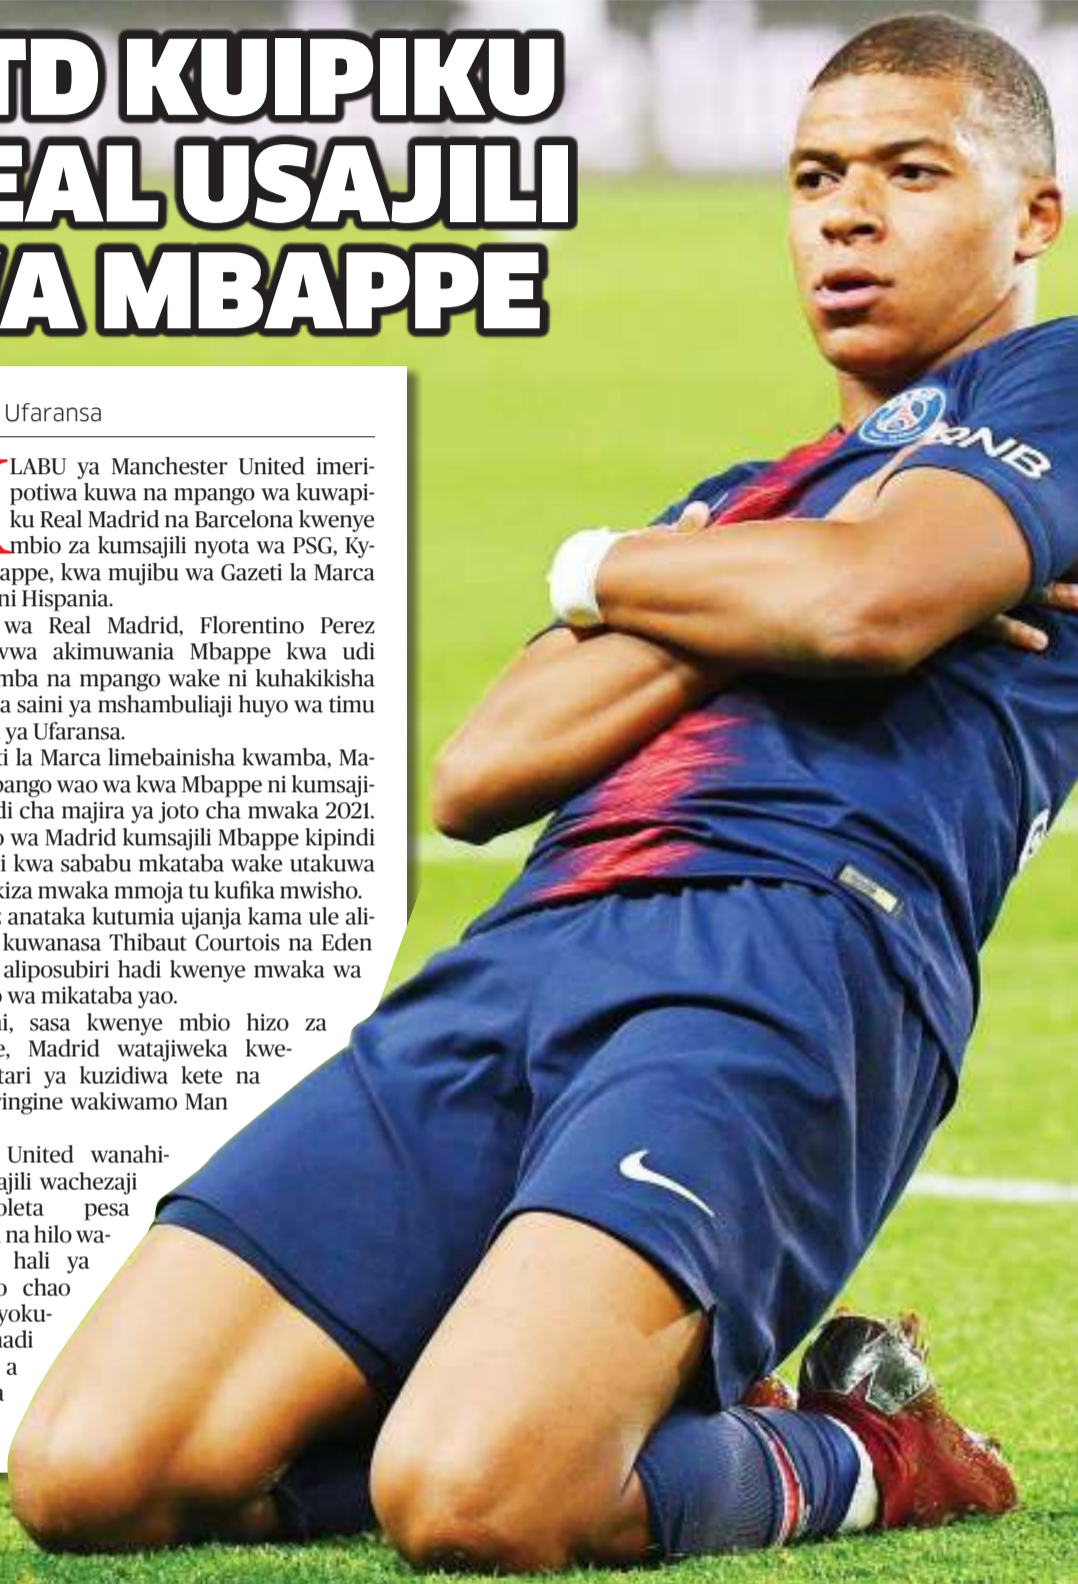 TD KUIPIKU
EAL USAJILI
A MBAPPE
Ufaransa
KLABU ya Manchester United imeri-
potiwa kuwa na mpango wa kuwapi-
ku Real Madrid na Barcelona kwenye
mbio za kumsajili nyota wa PSG, Ky-
appe, kwa mujibu wa Gazeti la Marca
ni Hispania.
wa Real Madrid, Florentino Perez
wa akimuwania Mbappe kwa udi
mba na mpango wake ni kuhakikisha
a saini ya mshambuliaji huyo wa timu
ya Ufaransa.
ti la Marca limebainisha kwamba, Ma-
pango wao wa kwa Mbappe ni kumsaji-
di cha majira ya joto cha mwaka 2021.
o wa Madrid kumsajili Mbappe kipindi
i kwa sababu mkataba wake utakuwa
kiza mwaka mmoja tu kufika mwisho.
z anataka kutumia ujanja kama ule ali-
kuwanasa Thibaut Courtois na Eden
aliposubiri hadi kwenye mwaka wa
o wa mikataba yao.
ni, sasa kwenye mbio hizo za
e, Madrid watajiweka kwe-
tari ya kuzidiwa kete na
ingine wakiwamo Man
United wanahi-
ajili wachezaji
oleta pesa
na hilo wa-
hali ya
o chao
yoku-
adi
a
a
QNB